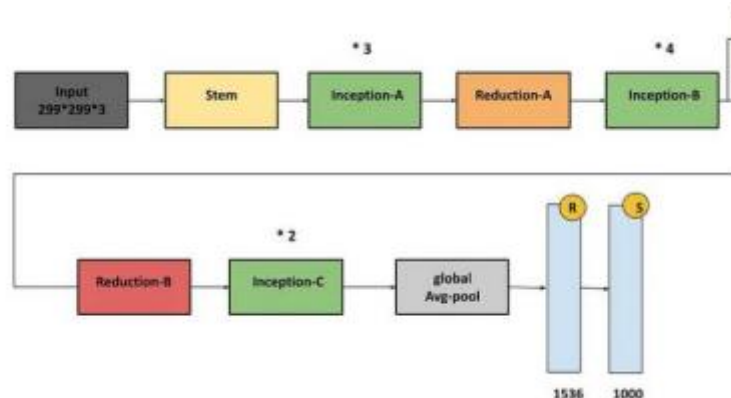 * 3
* 4
Input
299*299*3
Stem
Inception-A
Reduction-A
Inception-B
* 2
Reduction-B
Inception-C
global
Avg-pool
R
S
1536
1000